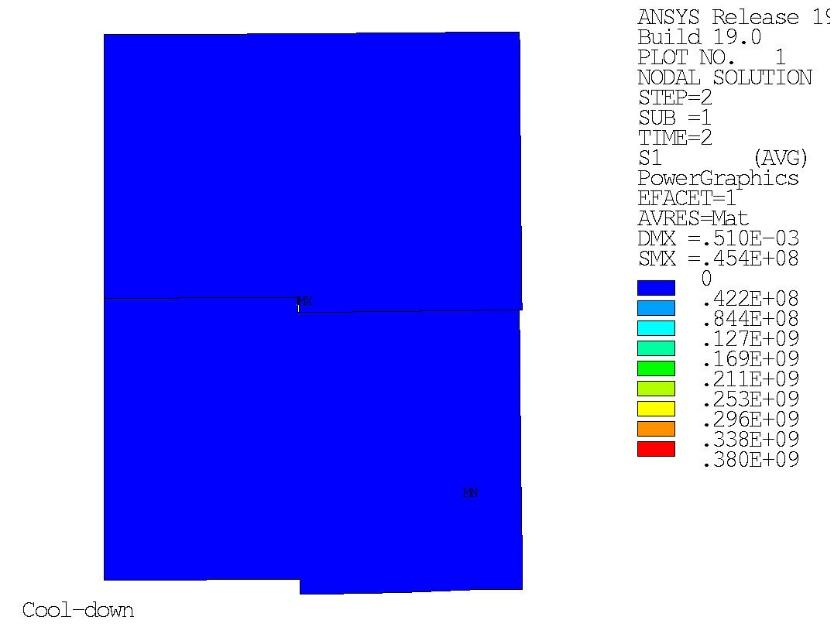 ANSYS Release 19
Build 19.0
PLOT NO. 1
NODAL SOLUTION
STEP=2
SUB =1
TIME=2
S1 (AVG)
PowerGraphics
EFACET=1
AVRES=Mat
DMX =.510E-03
SMX =.454E+08
0
.422E+08
.844E+08
.127E+09
.169E+09
.211E+09
.253E+09
.296E+09
.338E+09
.380E+09
MX
MN
Cool-down